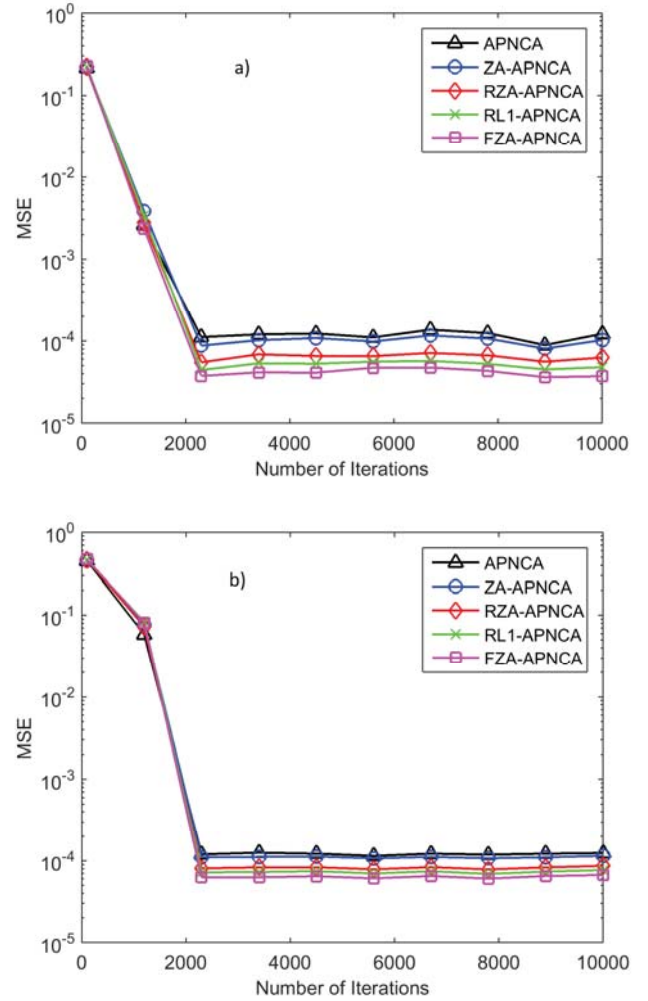 10^0
a)
APNCA
ZA-APNCA
RZA-APNCA
RL1-APNCA
FZA-APNCA
10^-1
10^-2
MSE
10^-3
10^-4
10^-5
0 2000 4000 6000 8000 10000
Number of Iterations
10^0
b)
APNCA
ZA-APNCA
RZA-APNCA
RL1-APNCA
FZA-APNCA
10^-1
10^-2
MSE
10^-3
10^-4
10^-5
0 2000 4000 6000 8000 10000
Number of Iterations